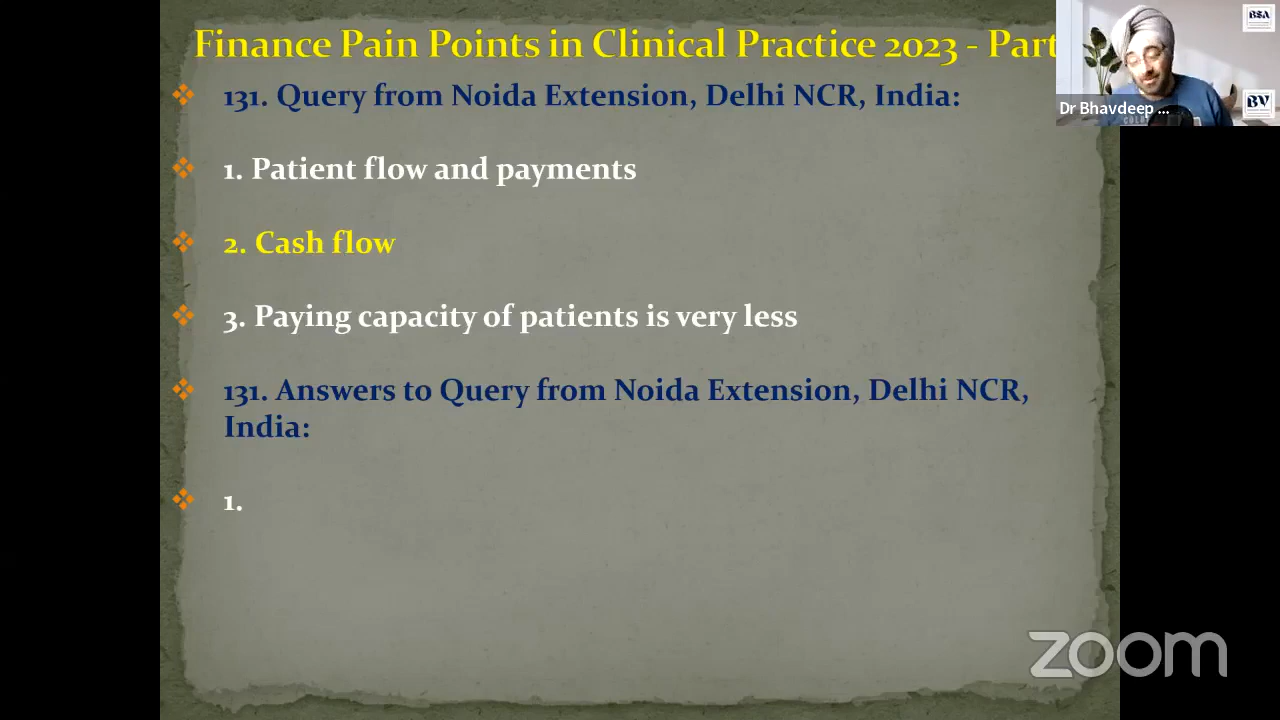 Finance Pain Points in Clinical Practice 2023 - Part
131. Query from Noida Extension, Delhi NCR, India:
1. Patient flow and payments
2. Cash flow
3. Paying capacity of patients is very less
131. Answers to Query from Noida Extension, Delhi NCR,
India:
1.
BSA
Dr Bhavdeep ...
BV
zoom